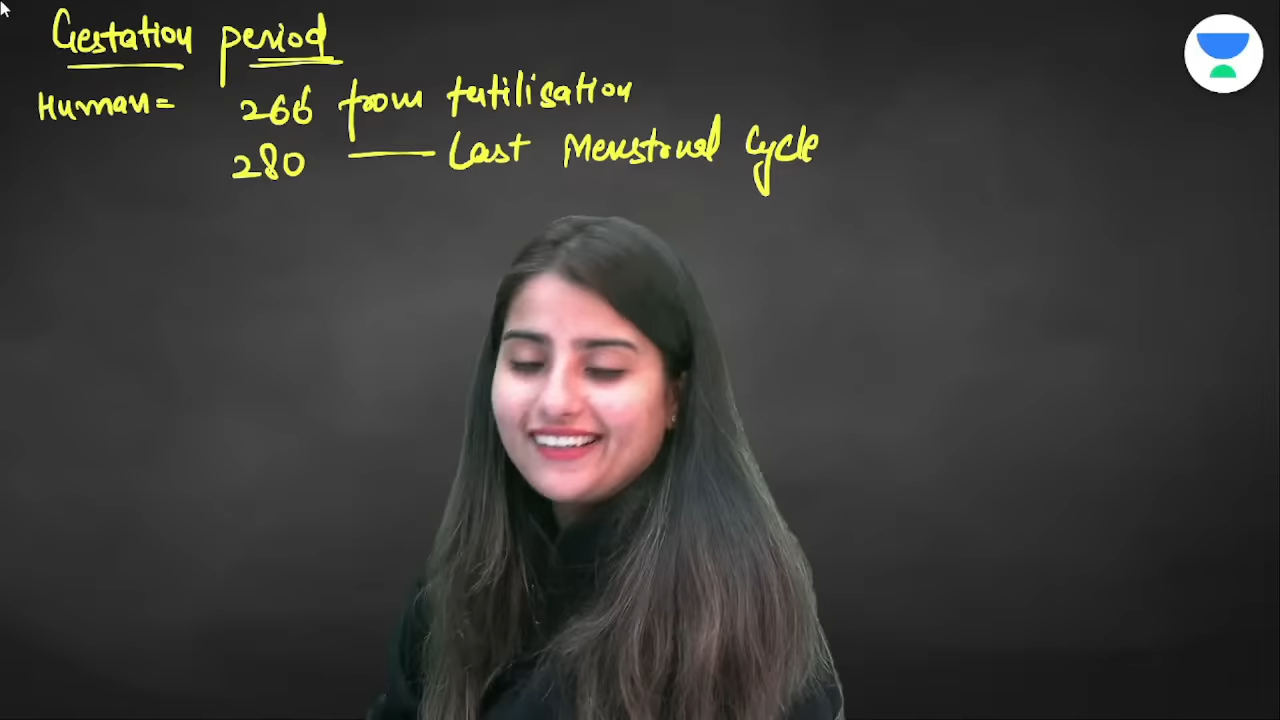 Gestation period
Human = 266 from fertilisation
280 —— Last Menstrual Cycle